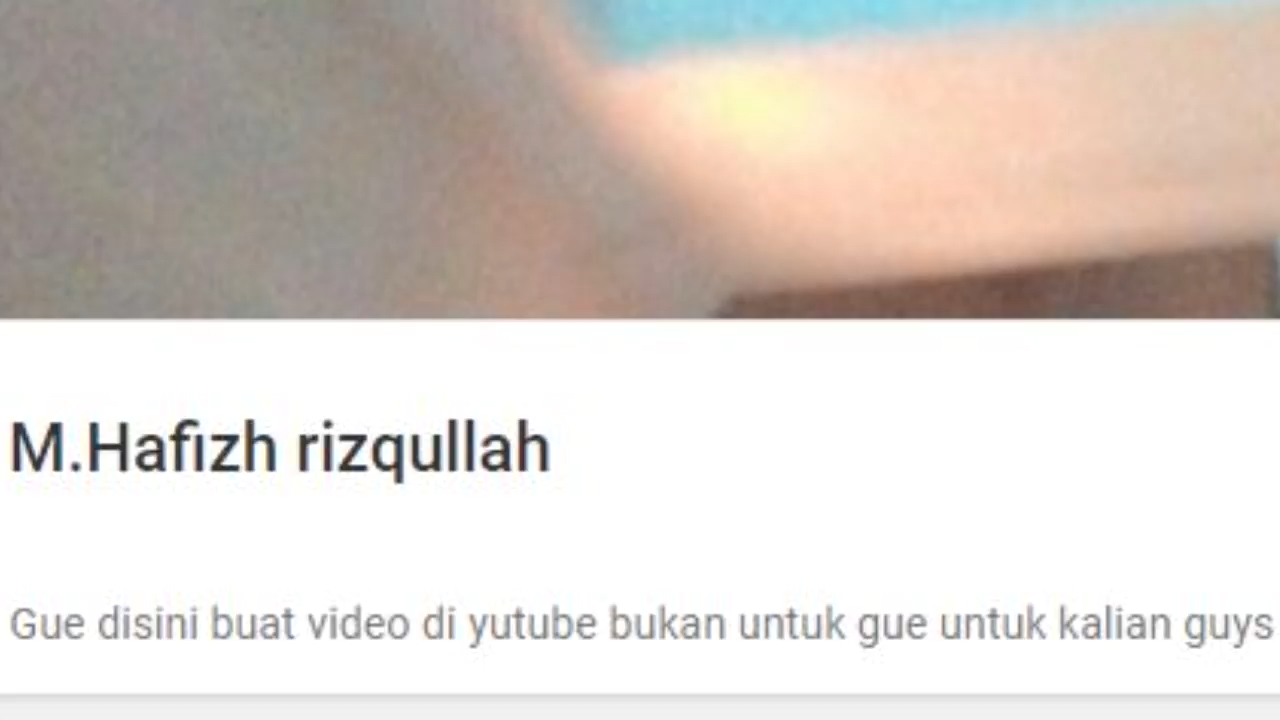 M.Hafizh rizqullah
Gue disini buat video di yutube bukan untuk gue untuk kalian guys